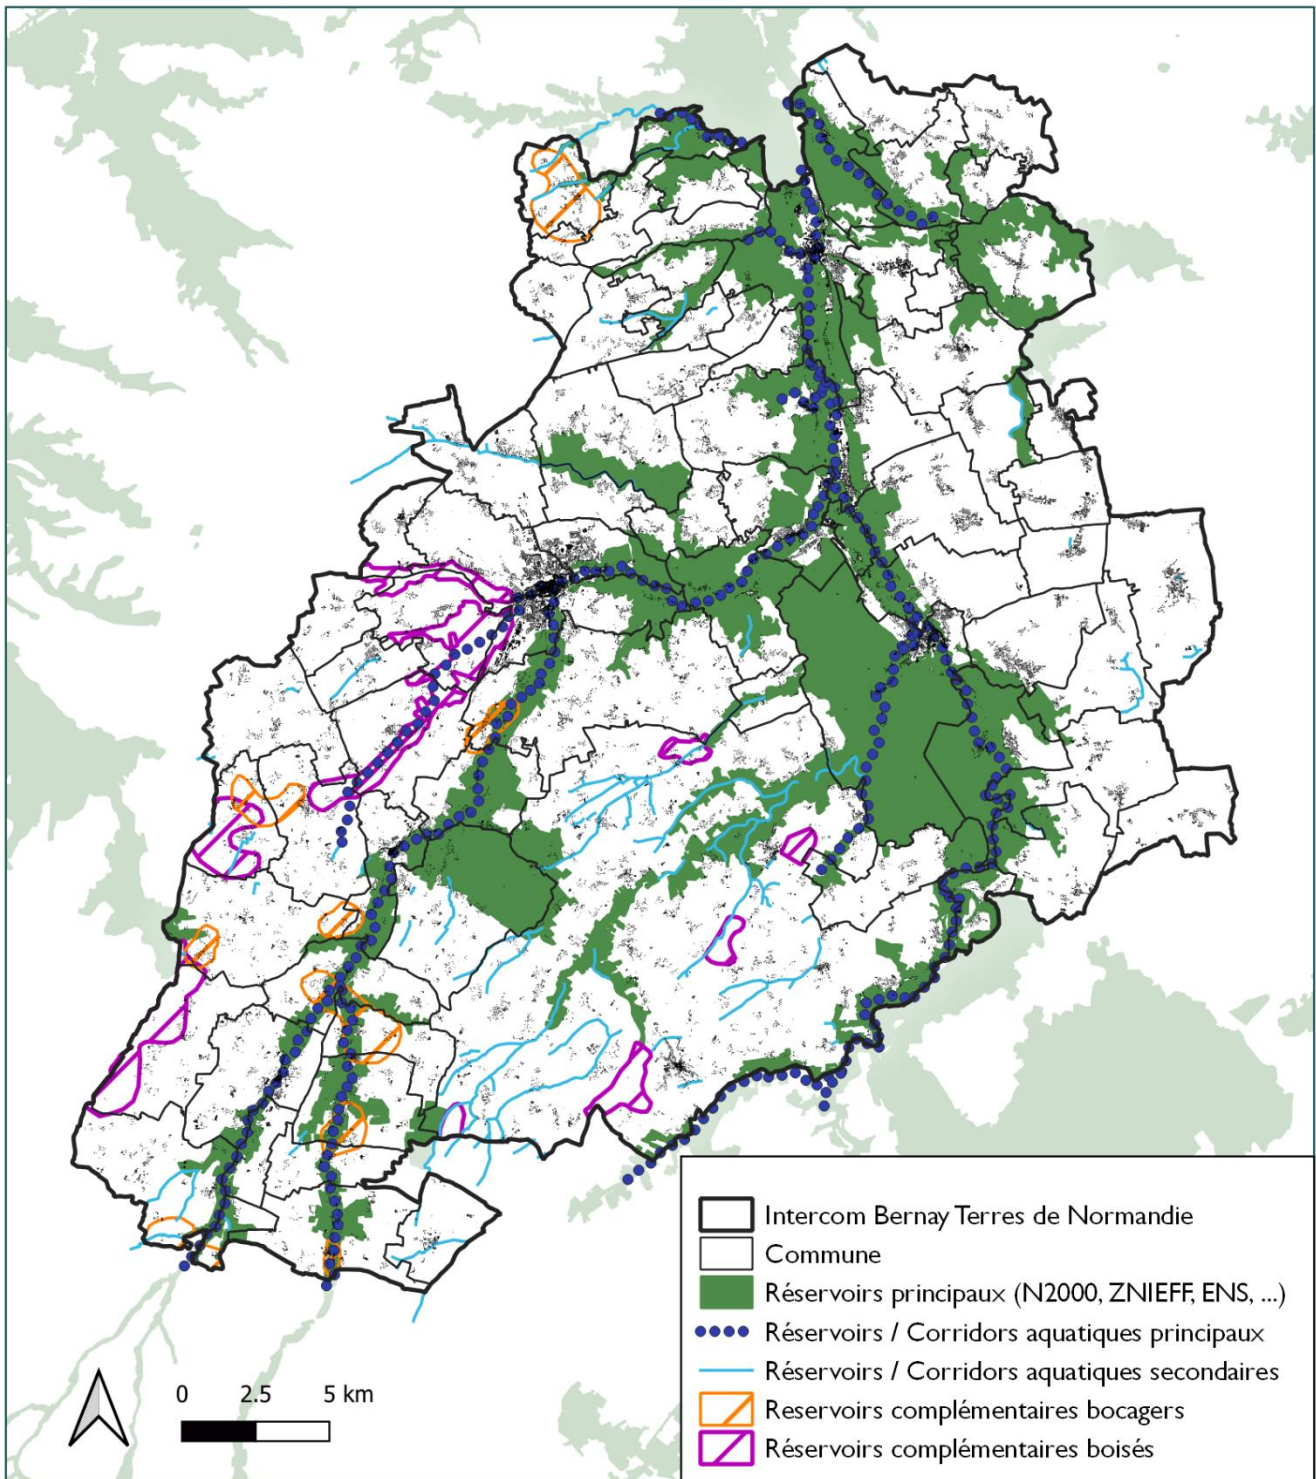 Intercom Bernay Terres de Normandie
Commune
Réservoirs principaux (N2000, ZNIEFF, ENS, ...)
Réservoirs / Corridors aquatiques principaux
Réservoirs / Corridors aquatiques secondaires
Reservoirs complémentaires bocagers
Réservoirs complémentaires boisés
0 2.5 5 km